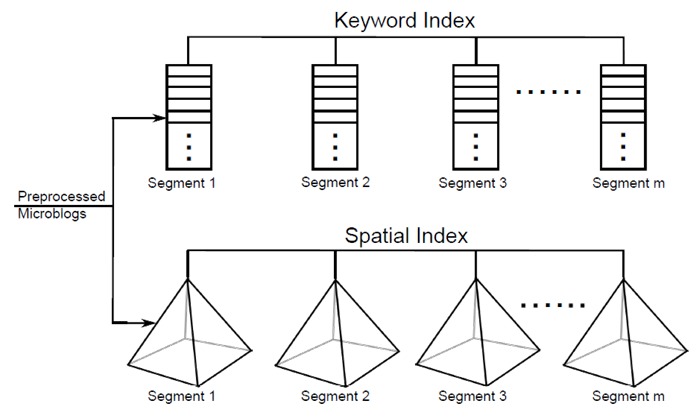 Keyword Index
Segment 1 Segment 2 Segment 3 Segment m
Preprocessed
Microblogs
Spatial Index
Segment 1 Segment 2 Segment 3 Segment m